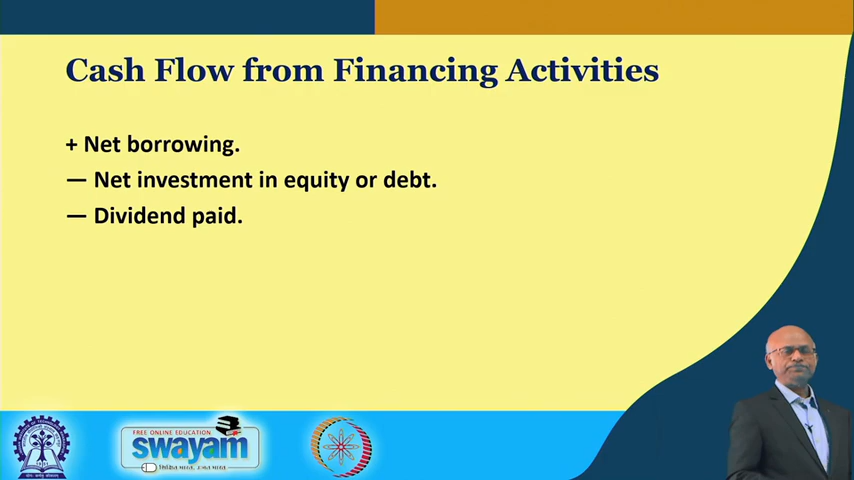 Cash Flow from Financing Activities
+ Net borrowing.
— Net investment in equity or debt.
— Dividend paid.
FREE ONLINE EDUCATION
swayam